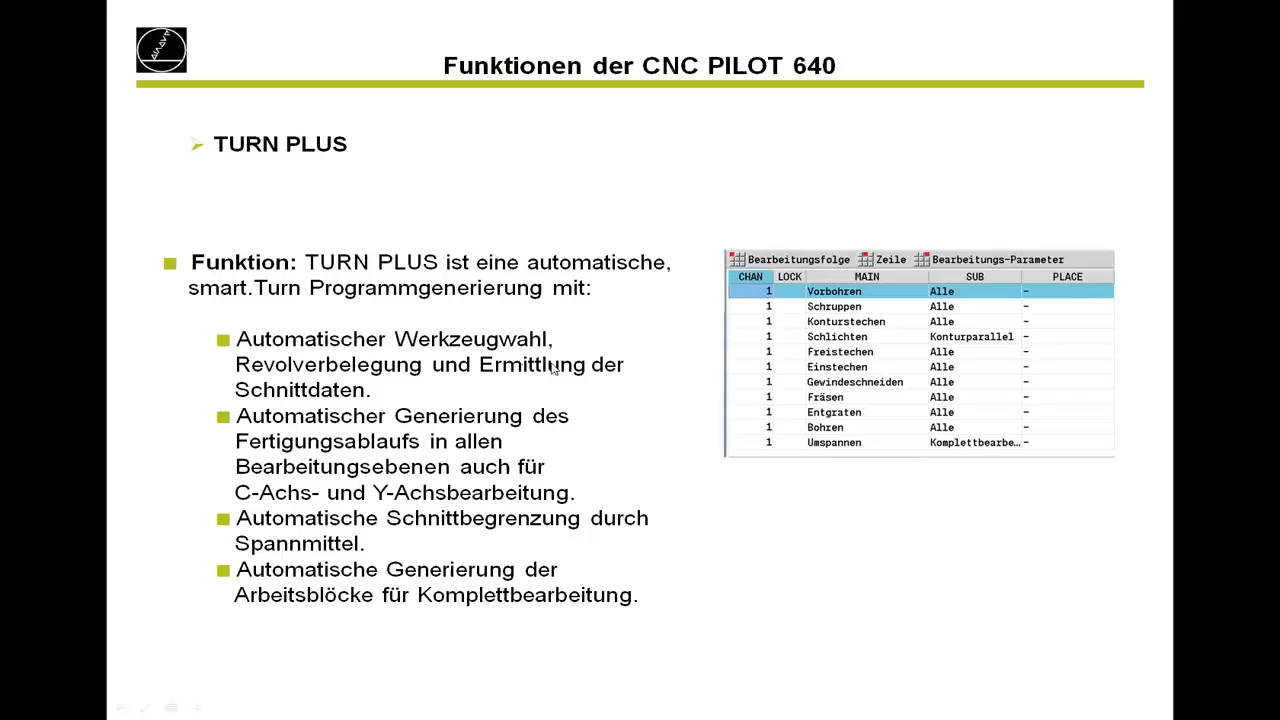 Funktionen der CNC PILOT 640
TURN PLUS
Funktion: TURN PLUS ist eine automatische,
smart.Turn Programmgenerierung mit:
Automatischer Werkzeugwahl,
Revolverbelegung und Ermittlung der
Schnittdaten.
Automatischer Generierung des
Fertigungsablaufs in allen
Bearbeitungsebenen auch für
C-Achs- und Y-Achsbearbeitung.
Automatische Schnittbegrenzung durch
Spannmittel.
Automatische Generierung der
Arbeitsblöcke für Komplettbearbeitung.
Bearbeitungsfolge Zeile Bearbeitungs-Parameter
CHAN LOCK MAIN SUB PLACE
1 Vorbohren Alle -
1 Schruppen Alle -
1 Konturstechen Alle -
1 Schlichten Konturparallel -
1 Freistechen Alle -
1 Einstechen Alle -
1 Gewindeschneiden Alle -
1 Fräsen Alle -
1 Entgraten Alle -
1 Bohren Alle -
1 Umspannen Komplettbearbe… -